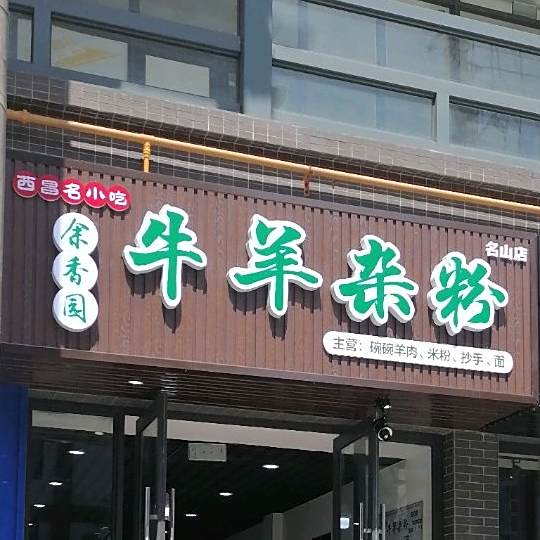 西昌名小吃
余香园
牛羊杂粉
名山店
主营：碗碗羊肉、米粉、抄手、面